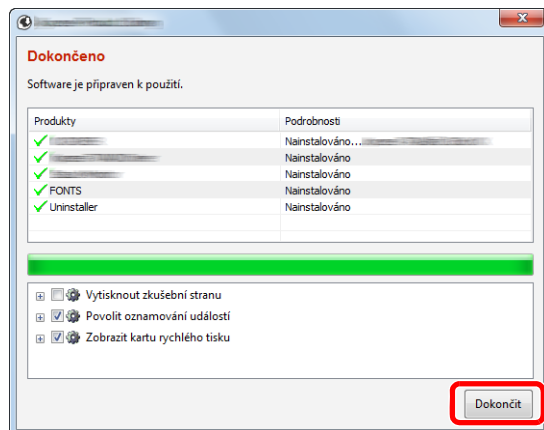 Dokončeno
Software je připraven k použití.
Produkty Podrobnosti
Nainstalováno...
Nainstalováno
Nainstalováno
FONTS Nainstalováno
Uninstaller Nainstalováno
Vytisknout zkušební stranu
Povolit oznamování událostí
Zobrazit kartu rychlého tisku
Dokončit